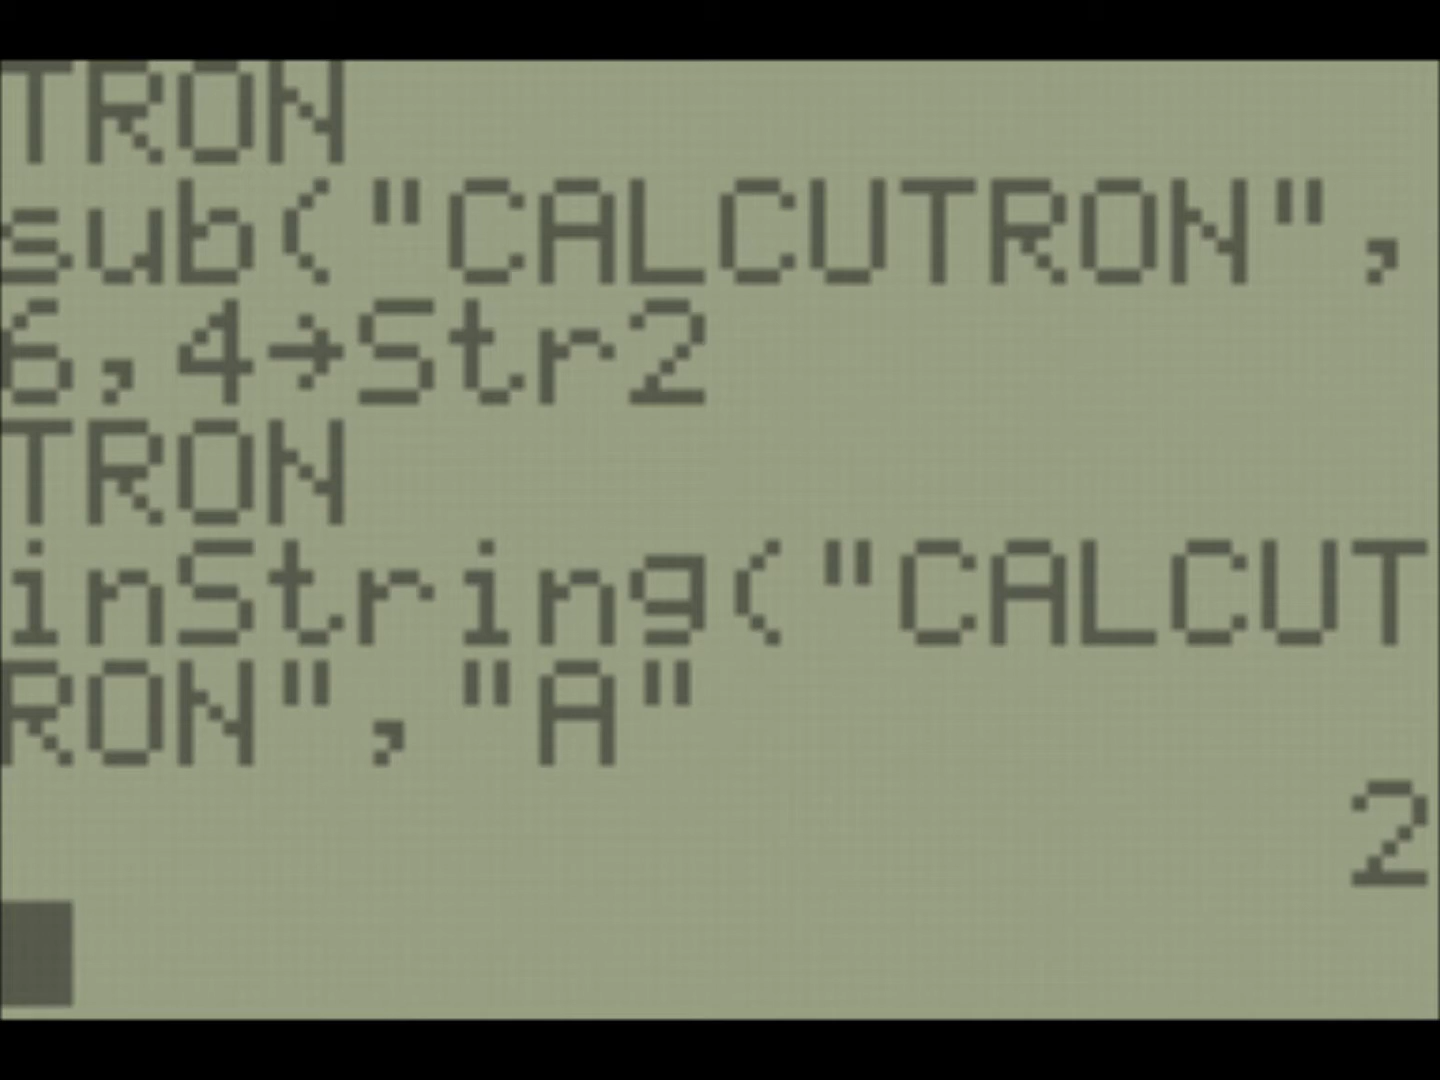 TRON
sub("CALCUTRON",
6,4→Str2
TRON
inString("CALCUT
RON","A"
2